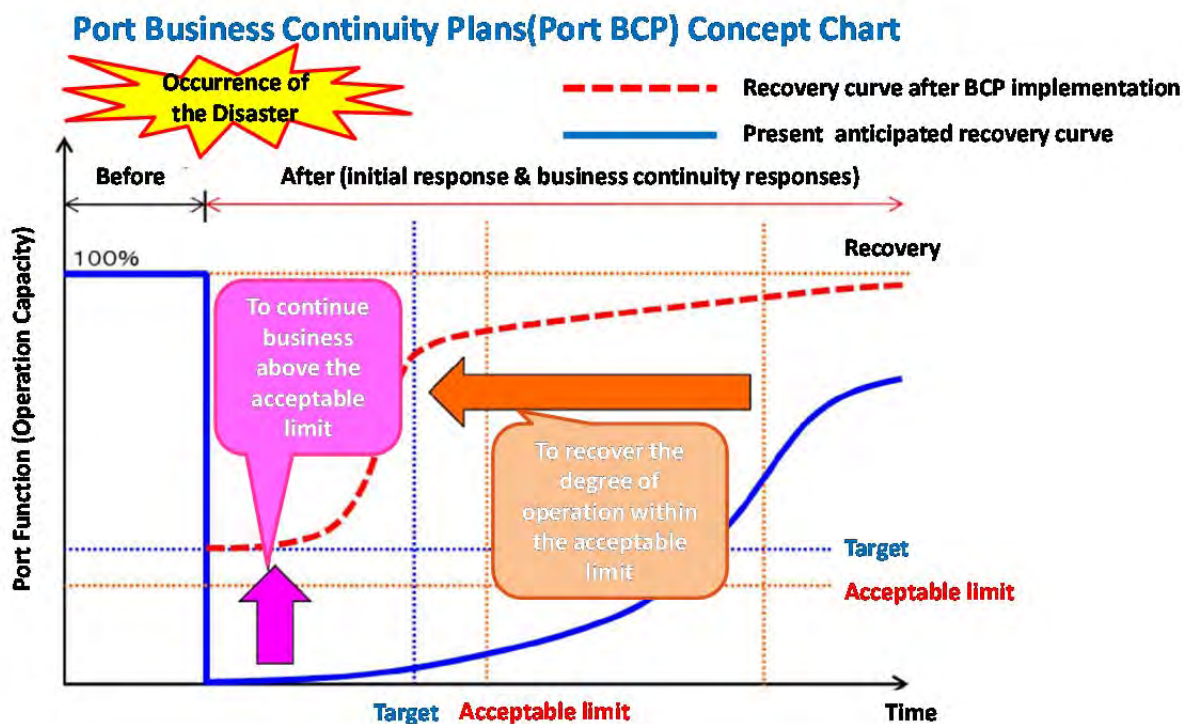 Port Business Continuity Plans(Port BCP) Concept Chart
Occurrence of
the Disaster
Recovery curve after BCP implementation
Present anticipated recovery curve
Before
After (initial response & business continuity responses)
Port Function (Operation Capacity)
100%
Recovery
To continue
business
above the
acceptable
limit
To recover the
degree of
operation within
the acceptable
limit
Target
Acceptable limit
Target
Acceptable limit
Time